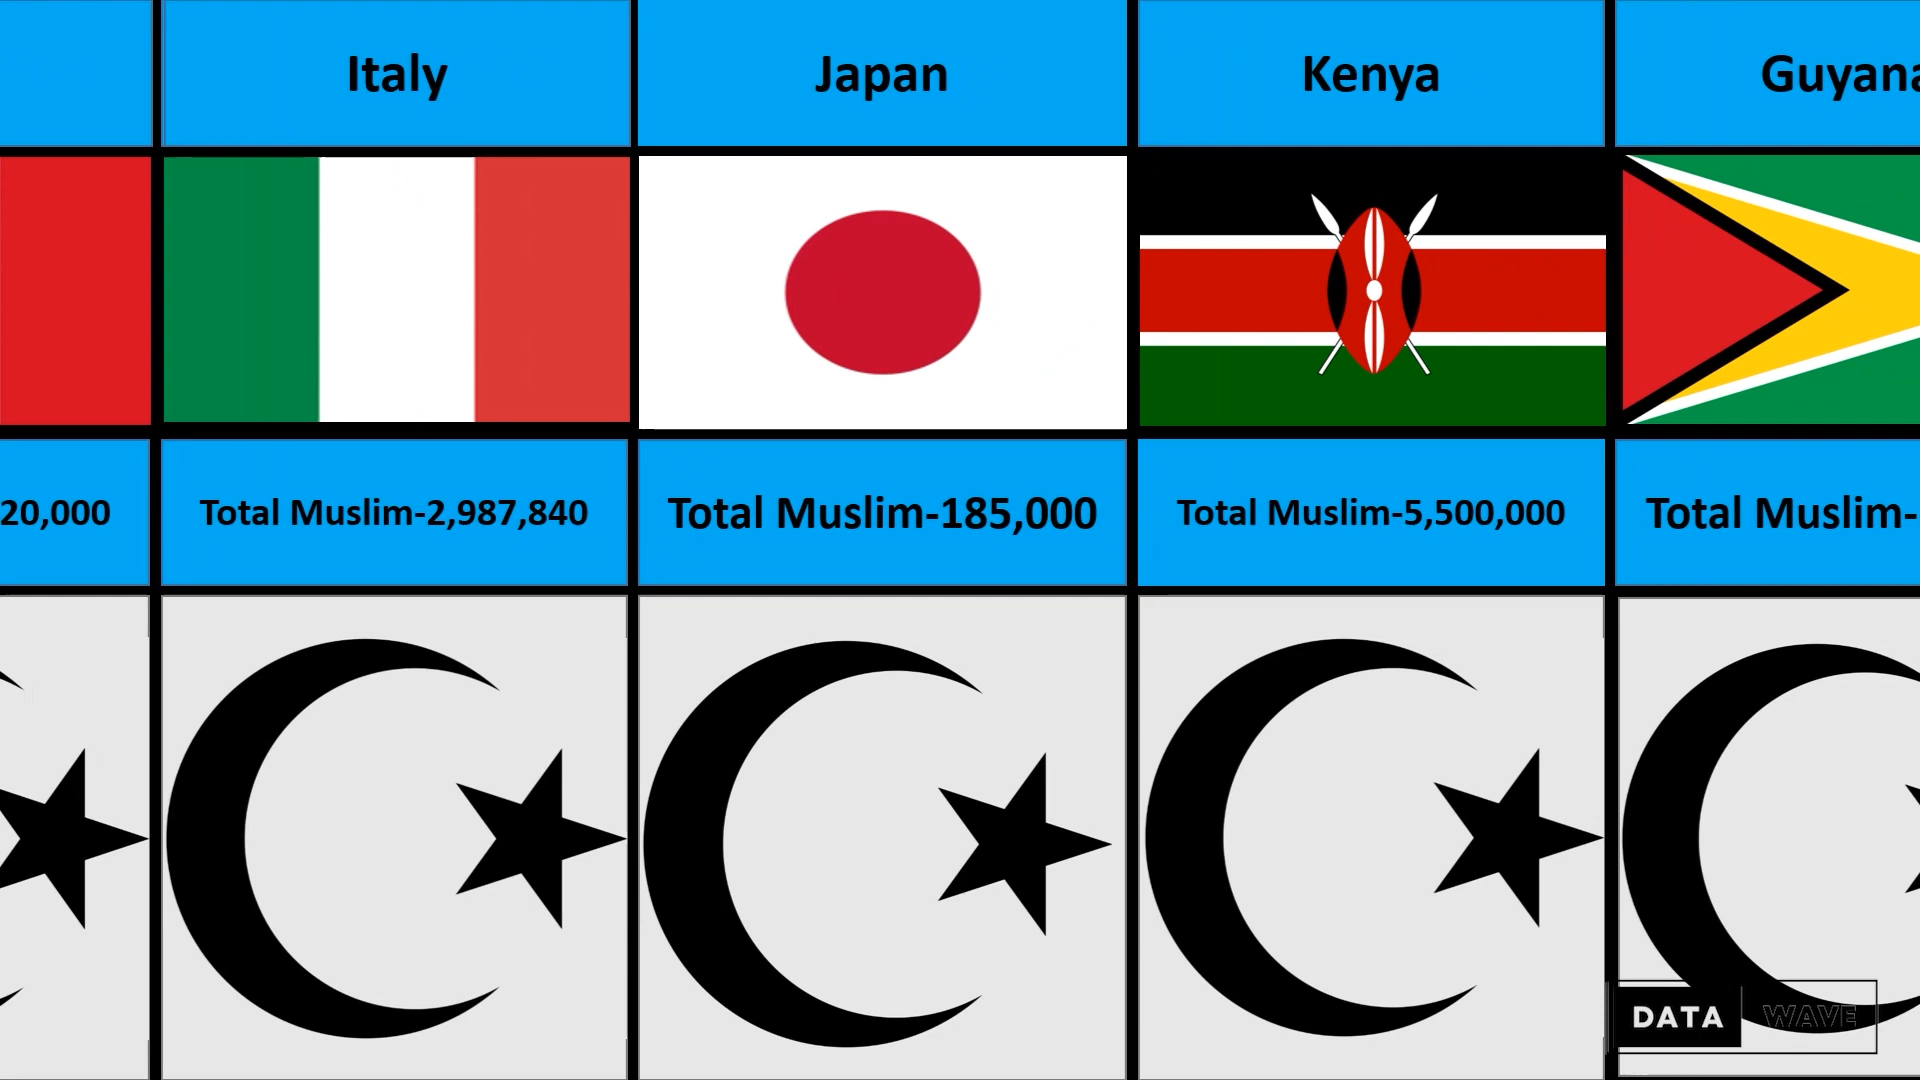 Italy
Japan
Kenya
Guyana
20,000
Total Muslim-2,987,840
Total Muslim-185,000
Total Muslim-5,500,000
Total Muslim-
DATA WAVE